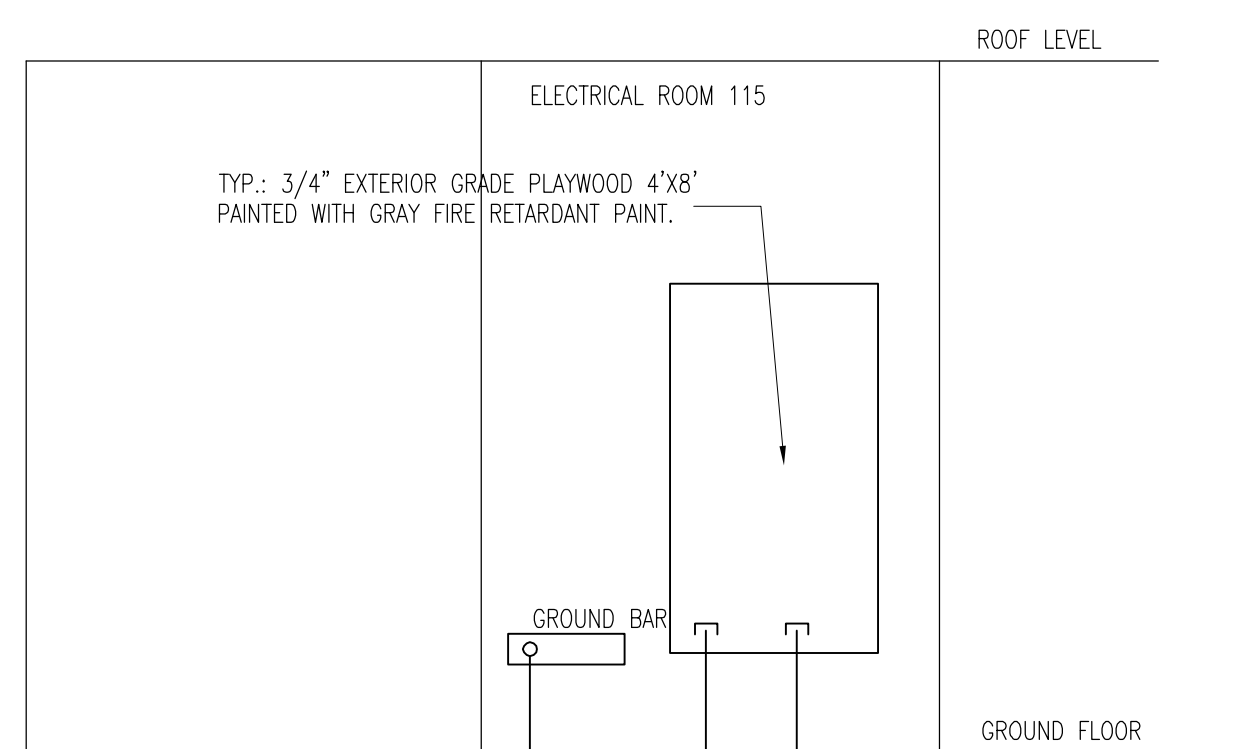 ROOF LEVEL
ELECTRICAL ROOM 115
TYP.: 3/4" EXTERIOR GRADE PLAYWOOD 4'X8'
PAINTED WITH GRAY FIRE RETARDANT PAINT.
GROUND BAR
GROUND FLOOR